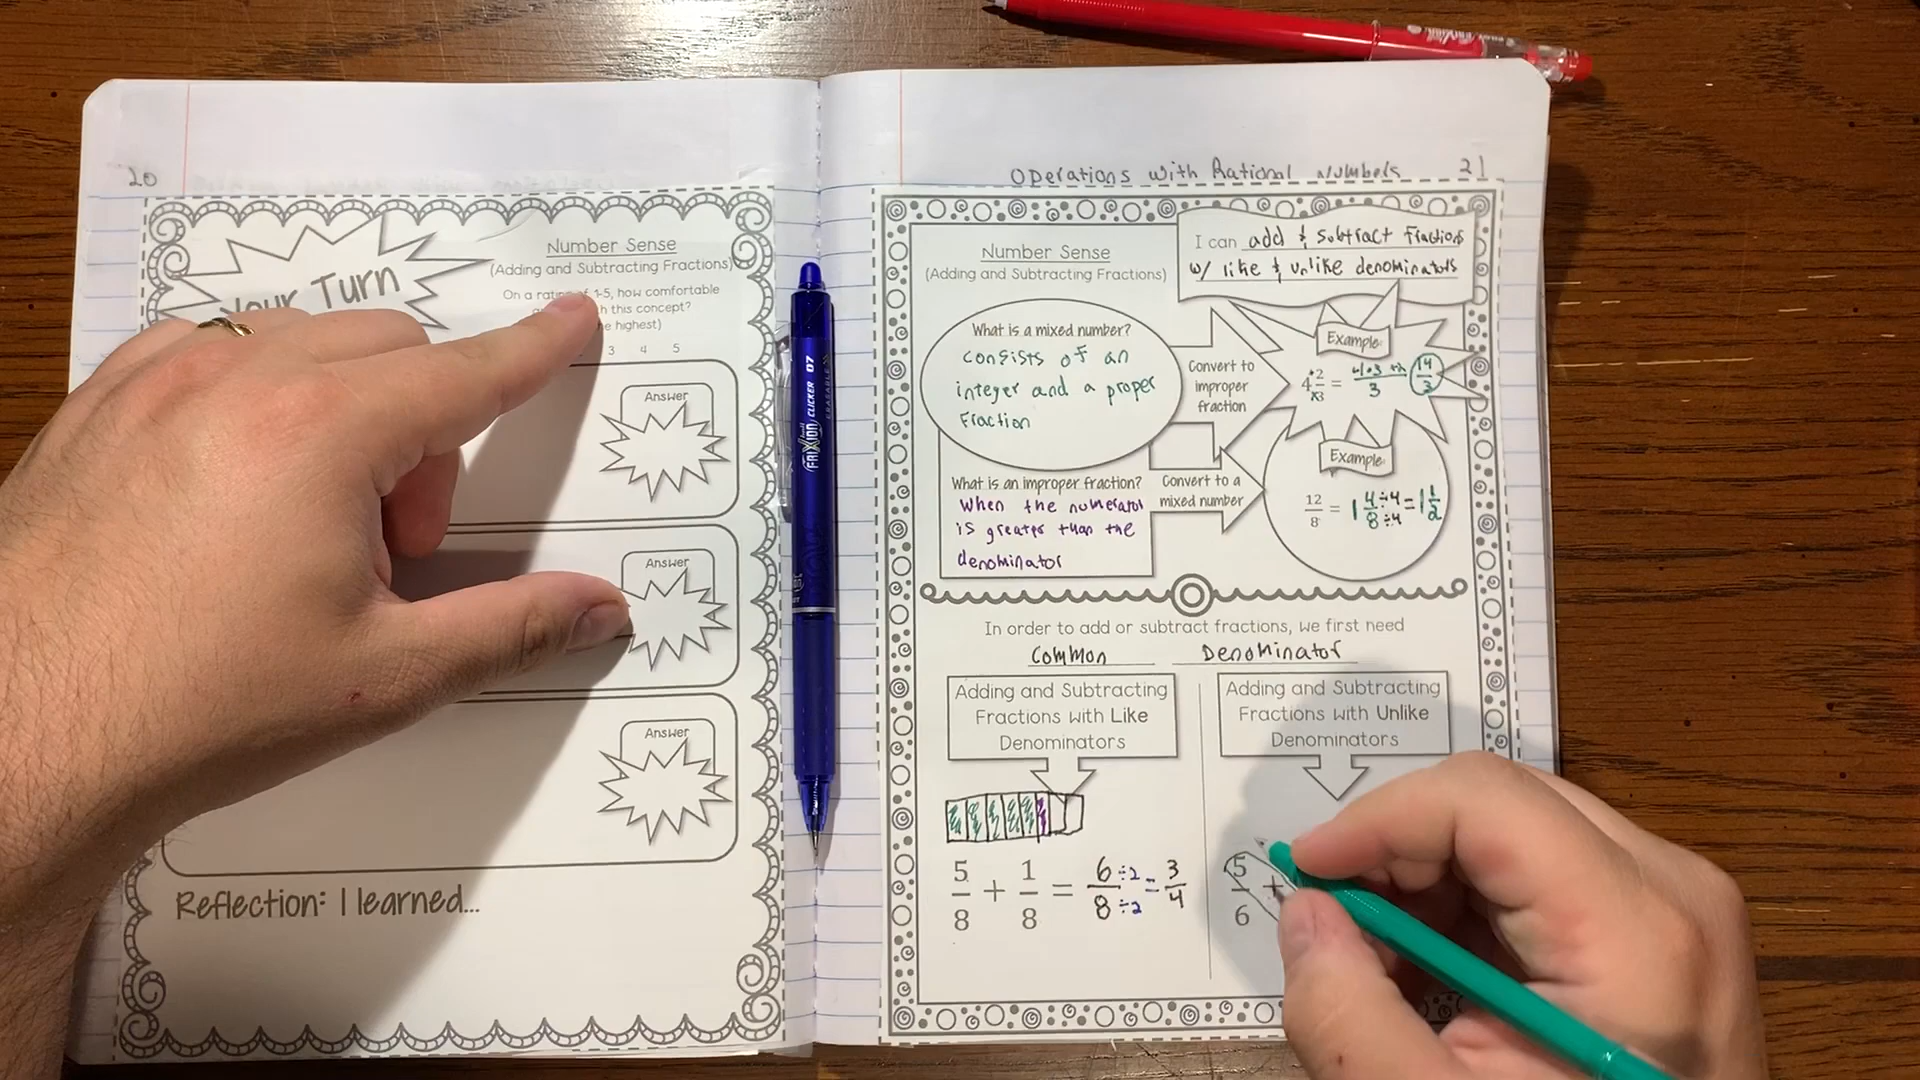 20
Your Turn
Number Sense
(Adding and Subtracting Fractions)
On a rating of 1-5, how comfortable
this concept?
highest)
3 4 5
Answer
Answer
Answer
Reflection: I learned...
FRIXION CLICKER 07
ERASABLE
Operations with Rational Numbers 21
Number Sense
(Adding and Subtracting Fractions)
I can add & subtract fractions
w/ like & unlike denominators
What is a mixed number?
consists of an
integer and a proper
fraction
Convert to
improper
fraction
Example:
4 2/3 = 14/3
What is an improper fraction?
When the numerator
is greater than the
denominator
Convert to a
mixed number
Example:
12/8 = 1 4/8 ÷4 ÷4 = 1 1/2
In order to add or subtract fractions, we first need
Common Denominator
Adding and Subtracting
Fractions with Like
Denominators
5/8 + 1/8 = 6/8 ÷2 ÷2 = 3/4
Adding and Subtracting
Fractions with Unlike
Denominators
5/6 +